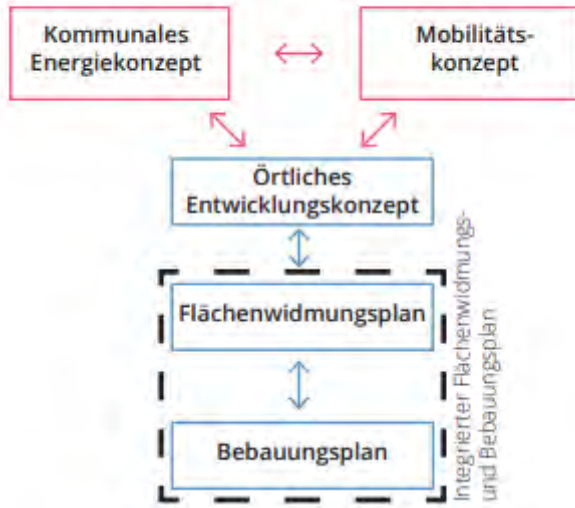 Kommunales
Energiekonzept
Mobilitäts-
konzept
Örtliches
Entwicklungskonzept
Flächenwidmungsplan
Bebauungsplan
Integrierter Flächenwidmungs-
und Bebauungsplan